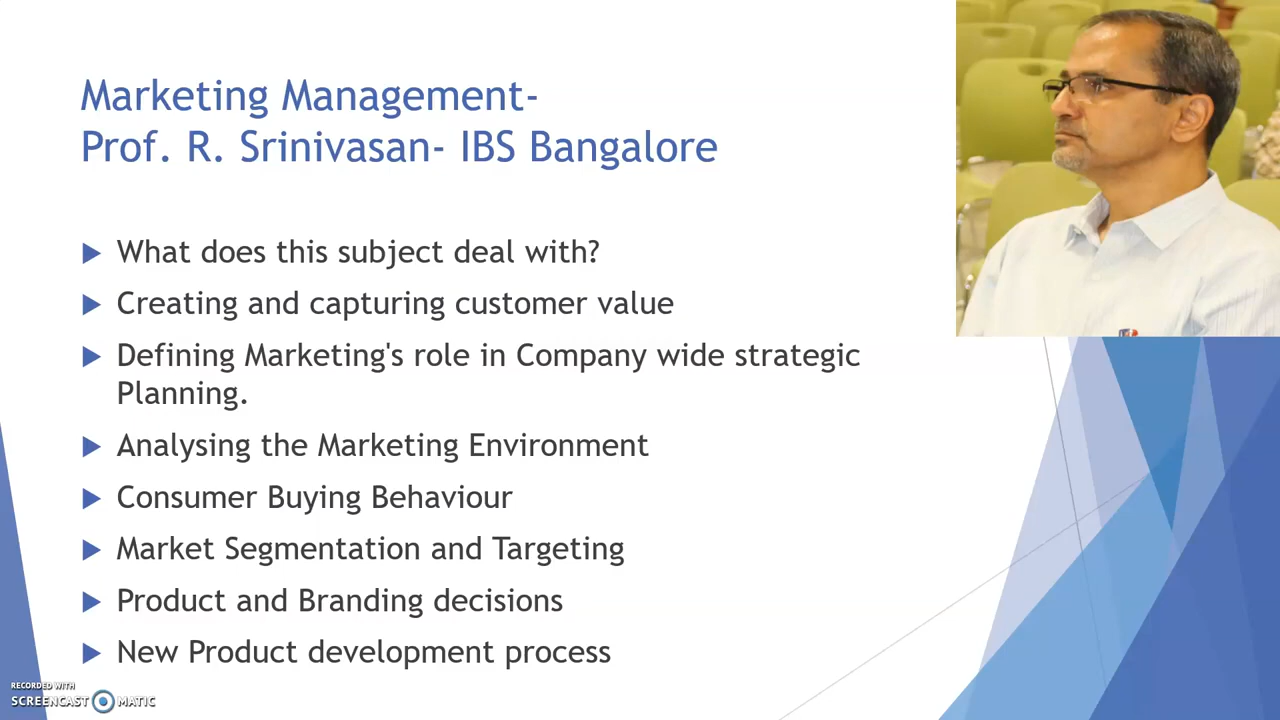 Marketing Management-
Prof. R. Srinivasan- IBS Bangalore
What does this subject deal with?
Creating and capturing customer value
Defining Marketing's role in Company wide strategic
Planning.
Analysing the Marketing Environment
Consumer Buying Behaviour
Market Segmentation and Targeting
Product and Branding decisions
New Product development process
RECORDED WITH
SCREENCAST MATIC